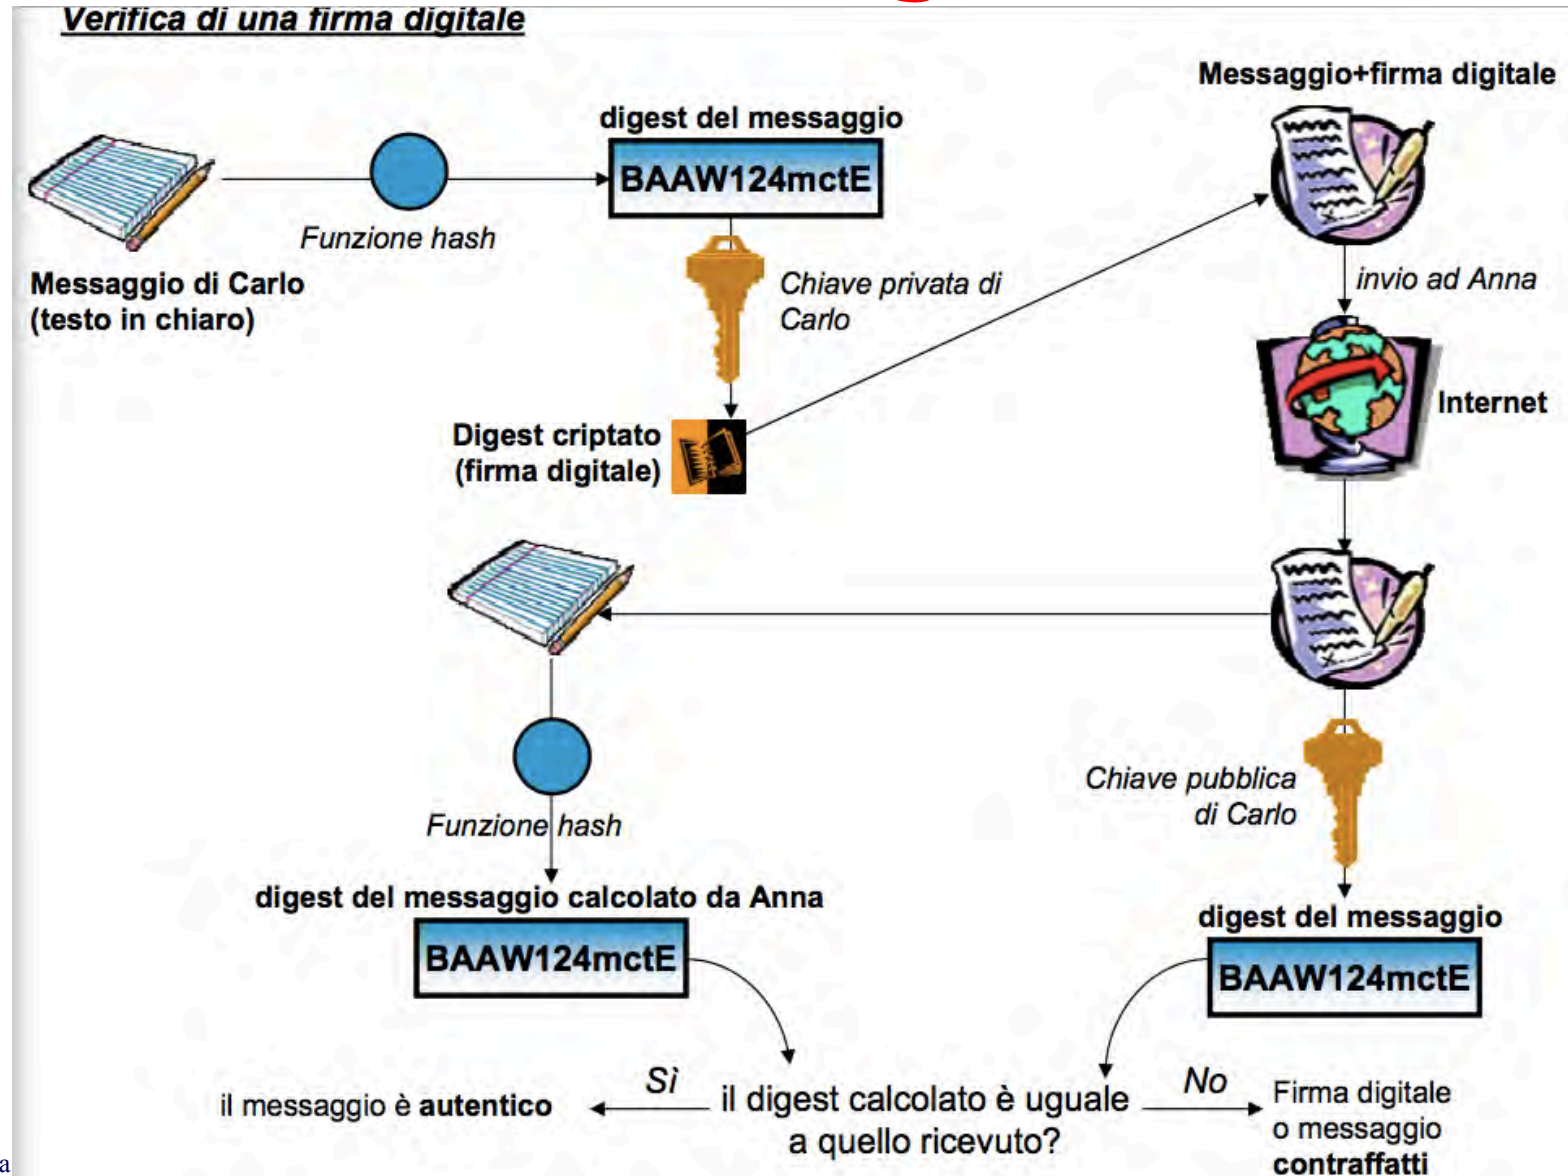 Verifica di una firma digitale
Messaggio+firma digitale
digest del messaggio
BAAW124mctE
Funzione hash
Messaggio di Carlo
(testo in chiaro)
Chiave privata di
Carlo
invio ad Anna
Internet
Digest criptato
(firma digitale)
Chiave pubblica
di Carlo
Funzione hash
digest del messaggio calcolato da Anna
BAAW124mctE
digest del messaggio
BAAW124mctE
Sì
il digest calcolato è uguale
a quello ricevuto?
No
il messaggio è autentico
Firma digitale
o messaggio
contraffatti
a